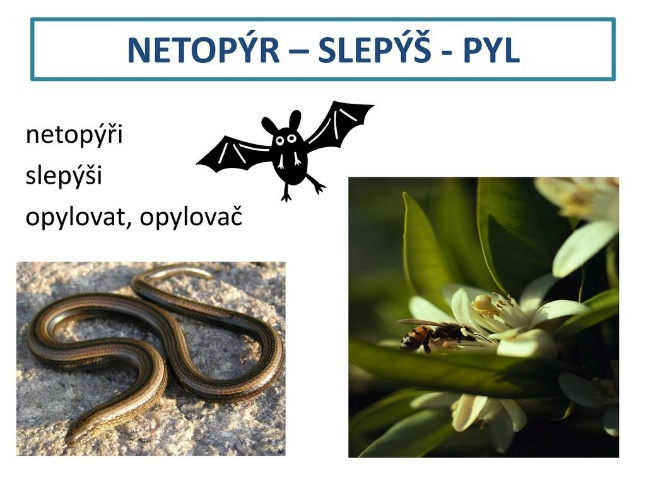 NETOPÝR – SLEPÝŠ - PYL
netopýři
slepýši
opylovat, opylovač